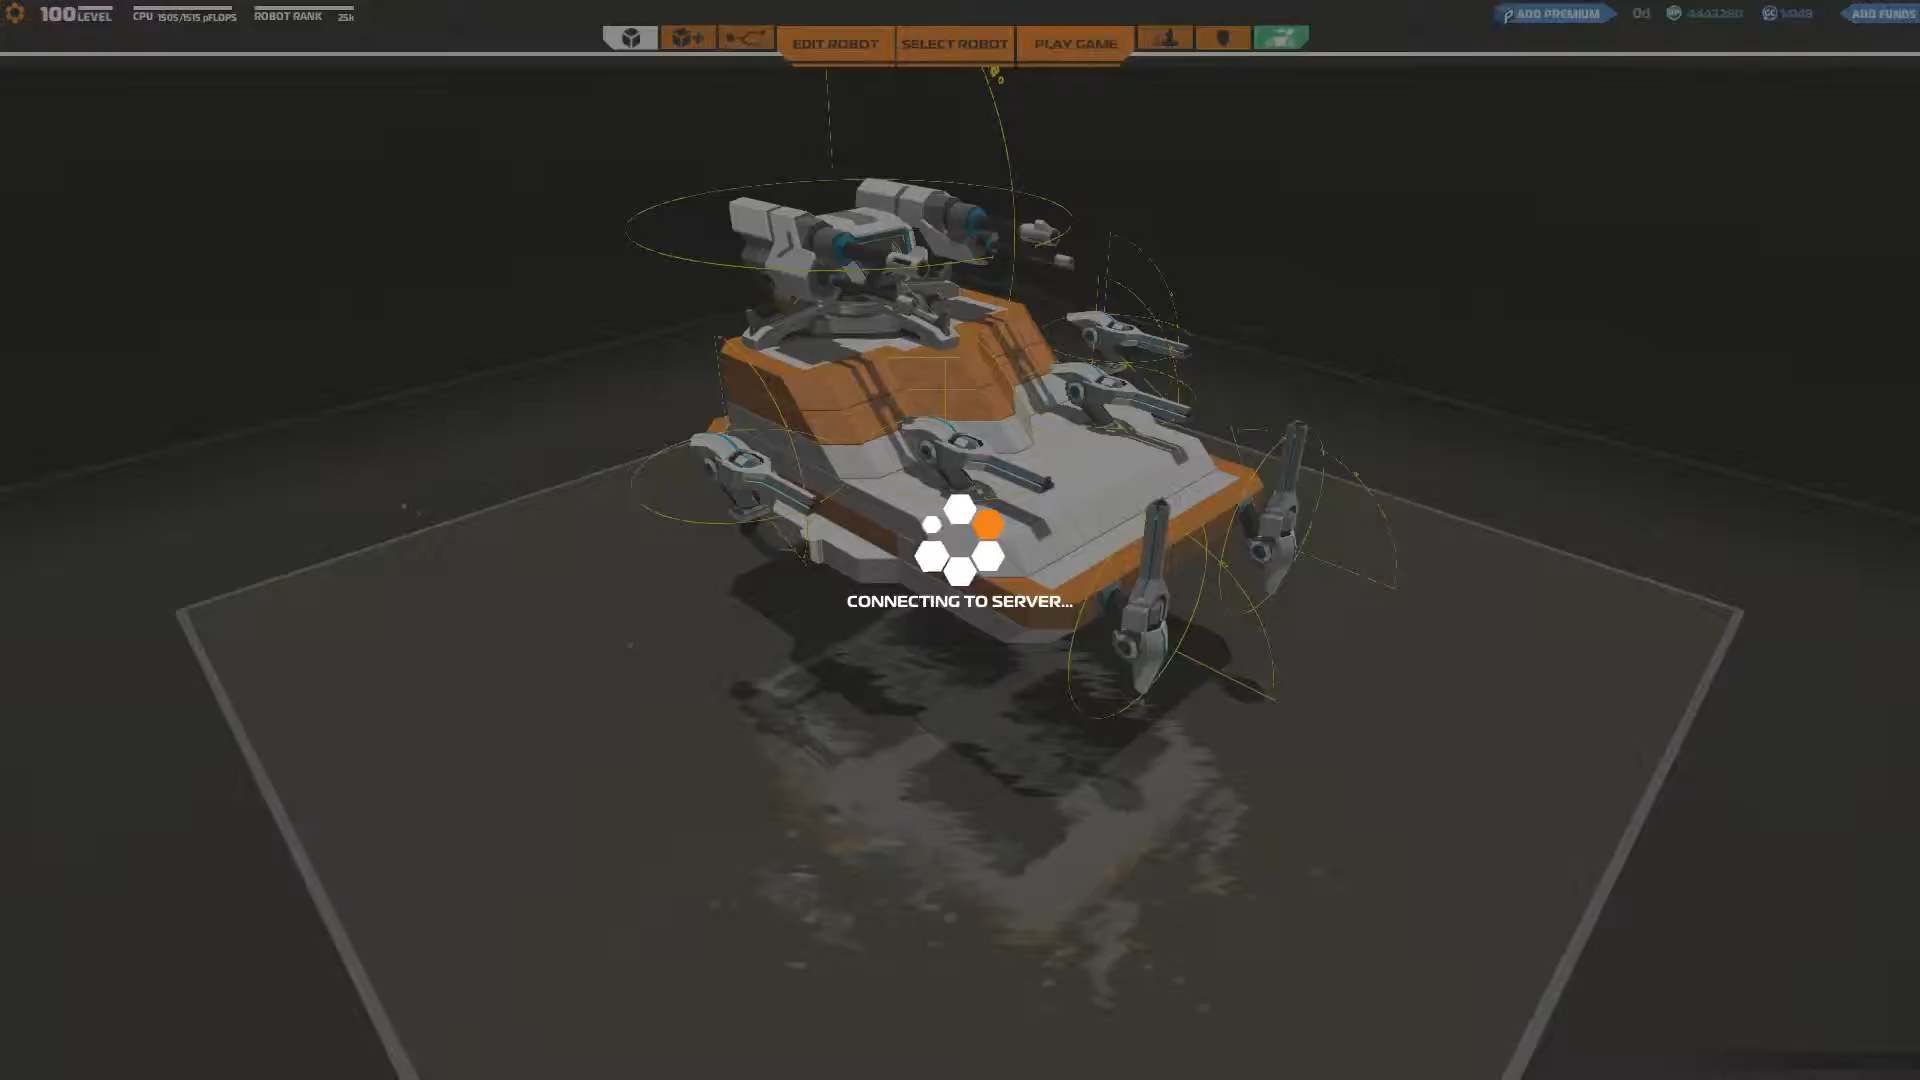 100 LEVEL
CPU 1505/1515 pFLOPS
ROBOT RANK 25k
EDIT ROBOT
SELECT ROBOT
PLAY GAME
ADD PREMIUM
0d
ADD FUNDS
CONNECTING TO SERVER...